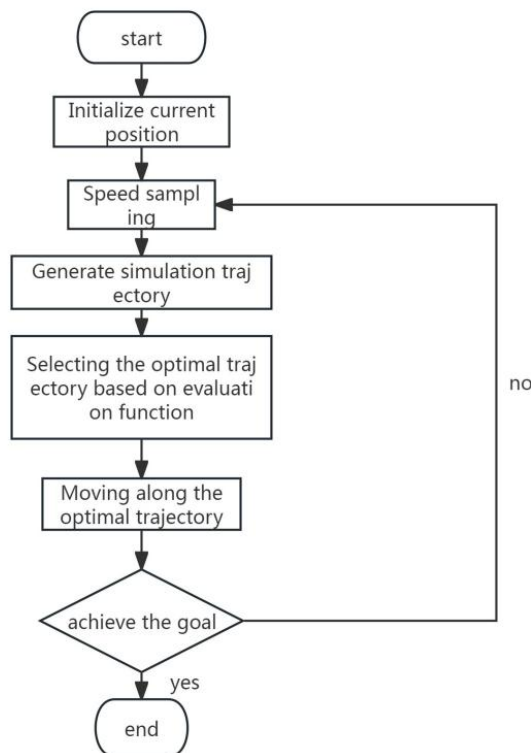 start
Initialize current
position
Speed sampl
ing
Generate simulation traj
ectory
Selecting the optimal traj
ectory based on evaluati
on function
no
Moving along the
optimal trajectory
achieve the goal
yes
end